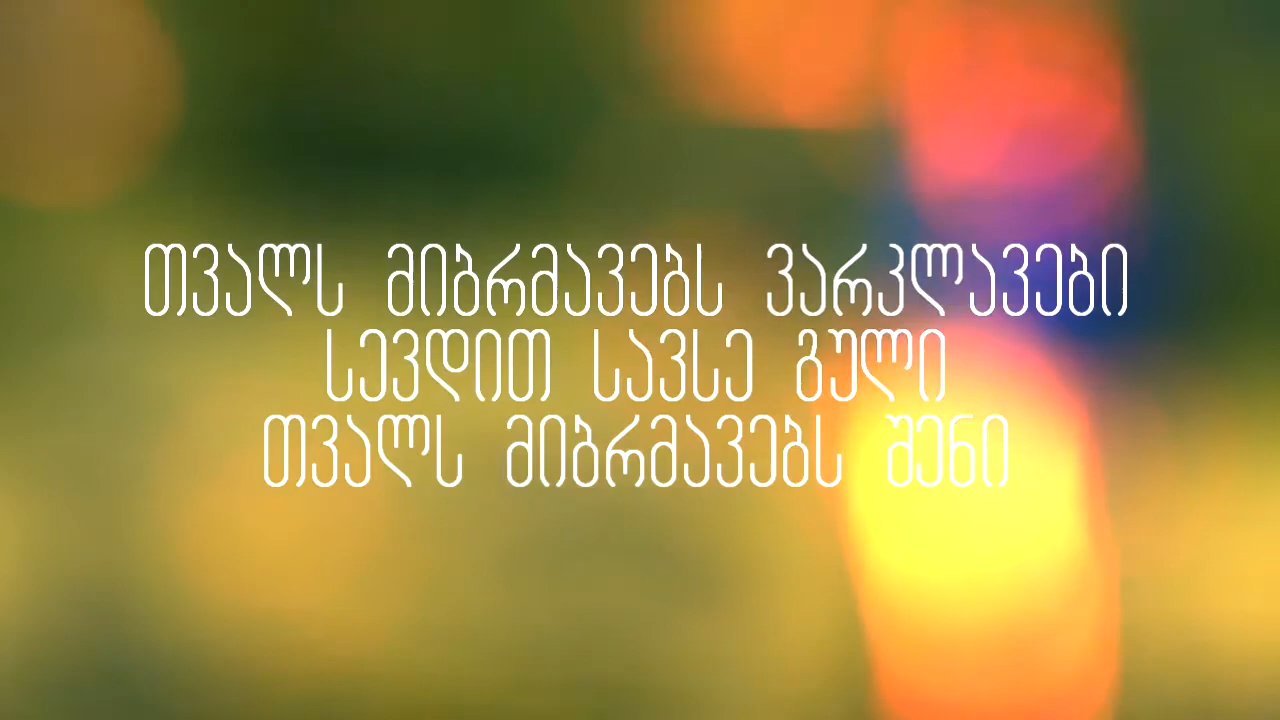 თვალს მიბრმავებს ვარკლავები
სევდით სავსე გული
თვალს მიბრმავებს შენი